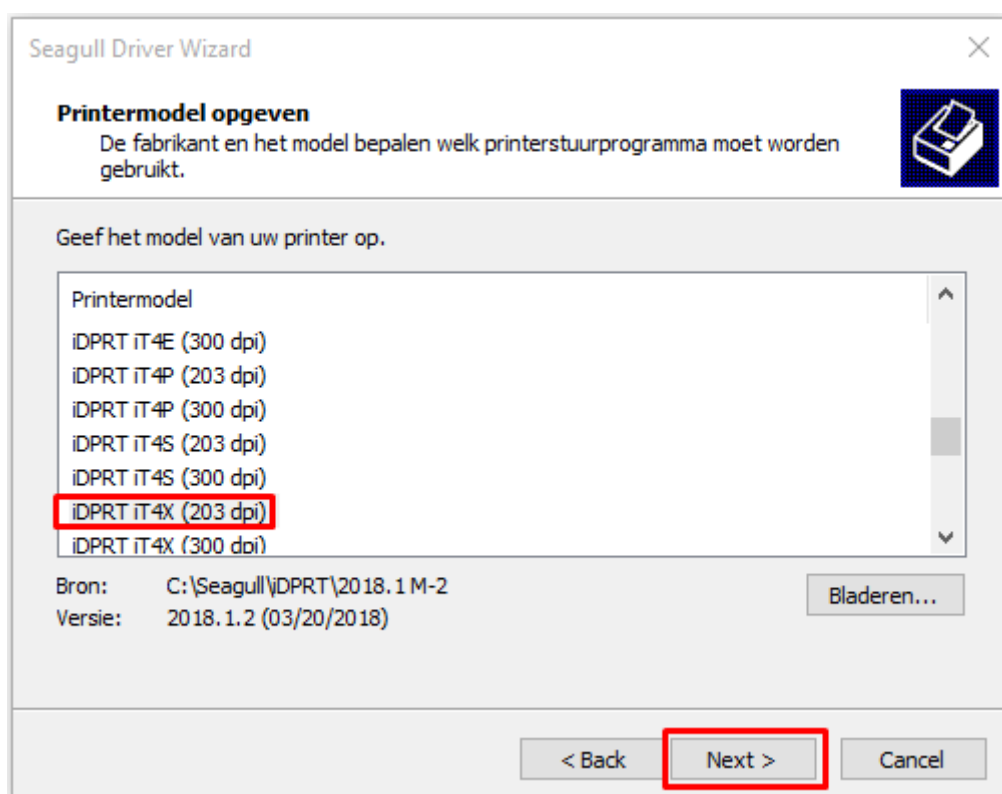 Seagull Driver Wizard
Printermodel opgeven
De fabrikant en het model bepalen welk printerstuurprogramma moet worden
gebruikt.
Geef het model van uw printer op.
Printermodel
iDPRT iT4E (300 dpi)
iDPRT iT4P (203 dpi)
iDPRT iT4P (300 dpi)
iDPRT iT4S (203 dpi)
iDPRT iT4S (300 dpi)
iDPRT iT4X (203 dpi)
iDPRT iT4X (300 dpi)
Bron: C:\Seagull\iDPRT\2018.1 M-2
Bladeren...
Versie: 2018.1.2 (03/20/2018)
< Back Next > Cancel